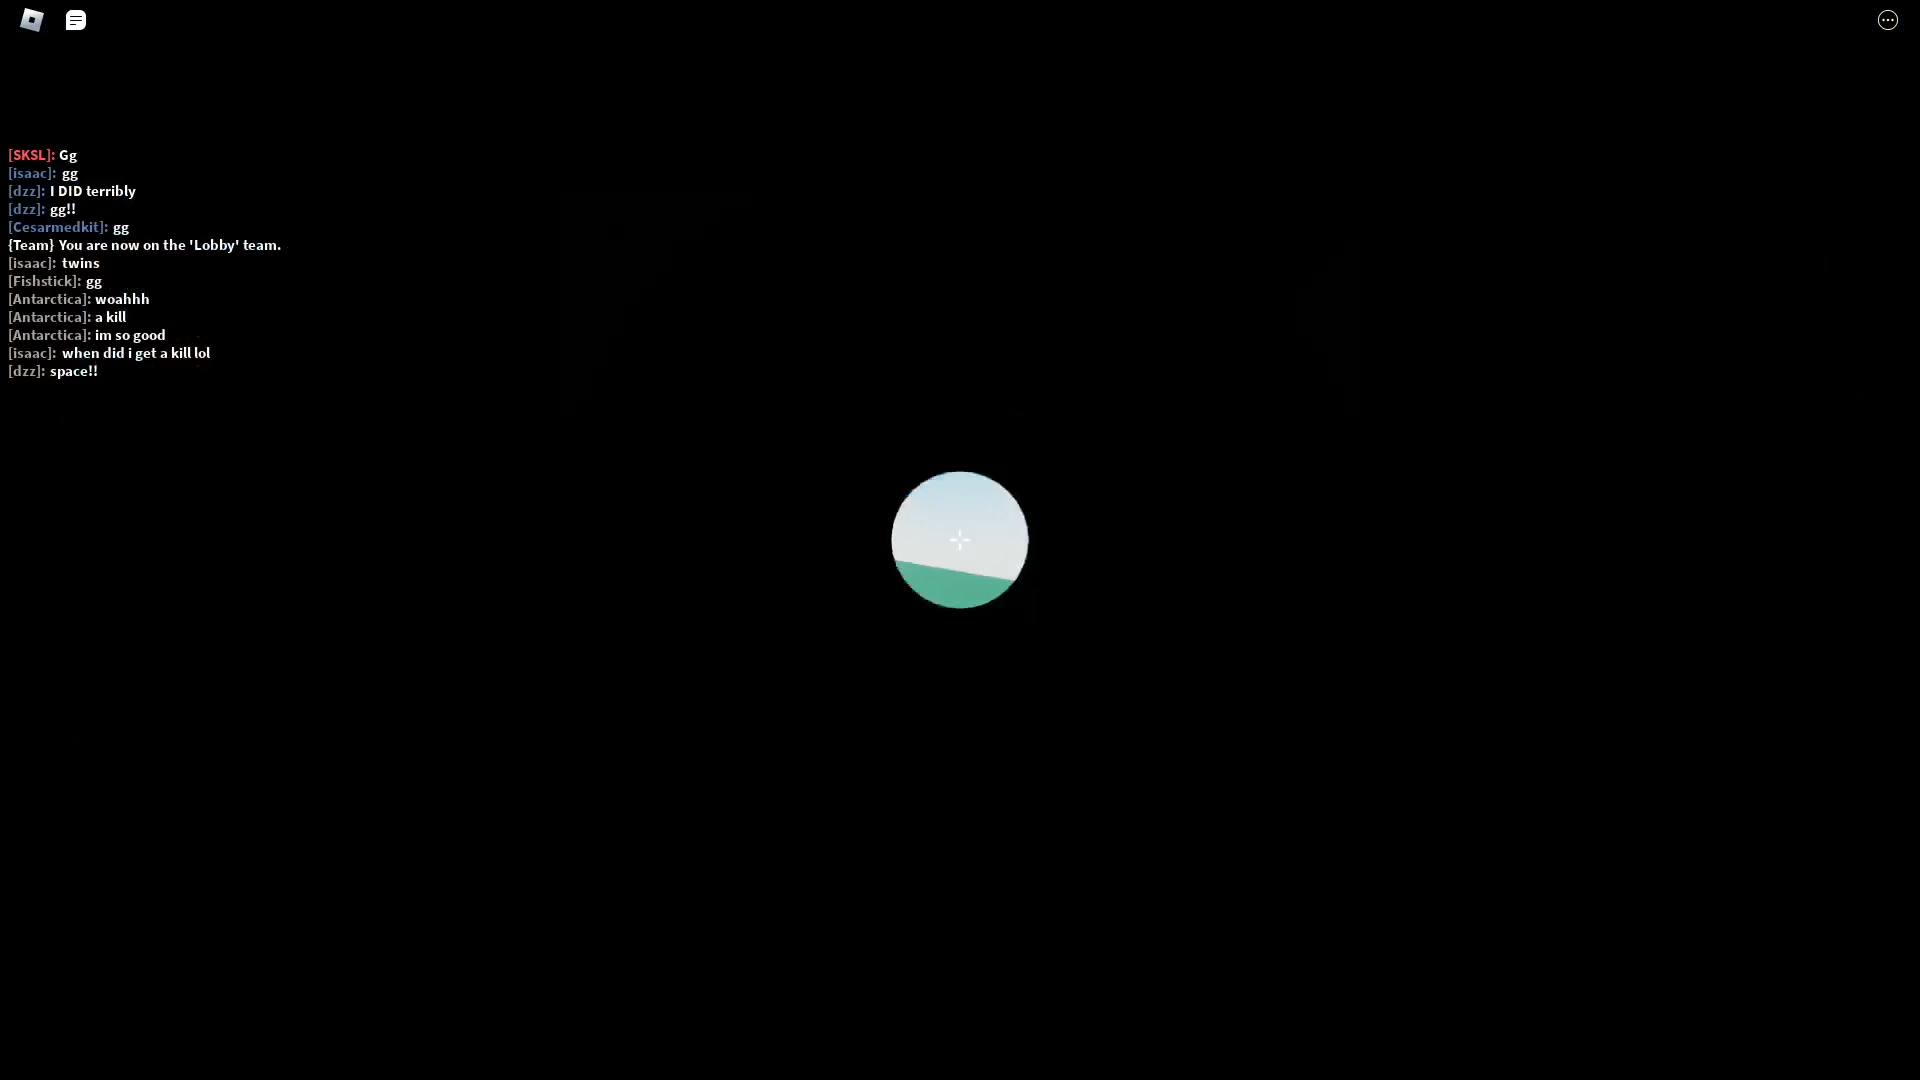 [SKSL]: Gg
[isaac]: gg
[dzz]: I DID terribly
[dzz]: gg!!
[Cesarmedkit]: gg
{Team} You are now on the 'Lobby' team.
[isaac]: twins
[Fishstick]: gg
[Antarctica]: woahhh
[Antarctica]: a kill
[Antarctica]: im so good
[isaac]: when did i get a kill lol
[dzz]: space!!